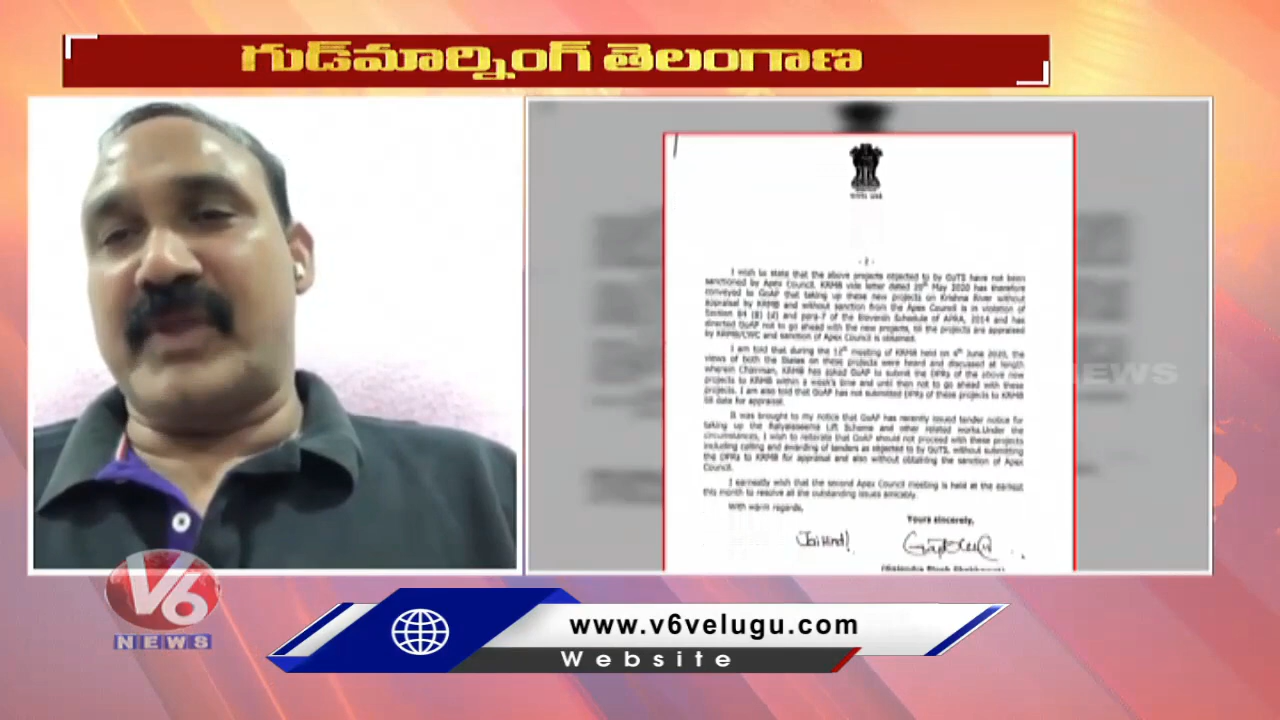 గుడ్‌మార్నింగ్ తెలంగాణ
- 2 -
I wish to state that the above projects objected to by GoTS have not been
sanctioned by Apex Council. KRMB vide letter dated 20th May 2020 has therefore
conveyed to GoAP that taking up these new projects on Krishna River without
Appraisal by KRMB and without sanction from the Apex Council is in violation of
Section 84 (3) (d) and para-7 of the Eleventh Schedule of APRA, 2014 and has
directed GoAP not to go ahead with the new projects, till the projects are appraised
by KRMB/CWC and sanction of Apex Council is obtained.
I am told that during the 12th meeting of KRMB held on 4th June 2020, the
views of both the States on these projects were heard and discussed at length
wherein Chairman, KRMB has asked GoAP to submit the DPRs of the above new
projects to KRMB within a week's time and until then not to go ahead with these
projects. I am also told that GoAP has not submitted DPRs of these projects to KRMB
till date for appraisal.
It was brought to my notice that GoAP has recently issued tender notice for
taking up the Rayalaseema Lift Scheme and other related works. Under the
circumstances, I wish to reiterate that GoAP should not proceed with these projects
including calling and awarding of tenders as objected to by GoTS, without submitting
the DPRs to KRMB for appraisal and also without obtaining the sanction of Apex
Council.
I earnestly wish that the second Apex Council meeting is held at the earliest
this month to resolve all the outstanding issues amicably.
With warm regards,
Yours sincerely,
Jai Hind!
NEWS
V6
NEWS
www.v6velugu.com
Website